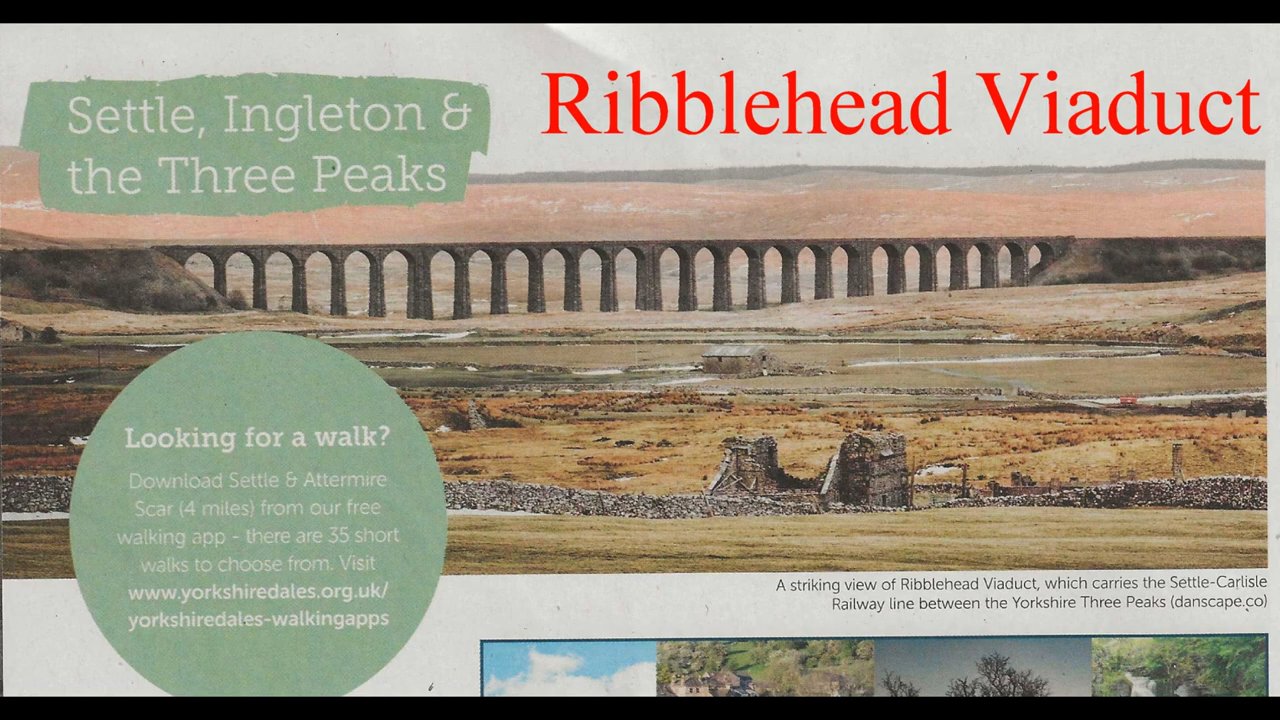 Settle, Ingleton &
the Three Peaks
Ribblehead Viaduct
Looking for a walk?
Download Settle & Attermire
Scar (4 miles) from our free
walking app - there are 35 short
walks to choose from. Visit
www.yorkshiredales.org.uk/
yorkshiredales-walkingapps
A striking view of Ribblehead Viaduct, which carries the Settle-Carlisle
Railway line between the Yorkshire Three Peaks (danscape.co)